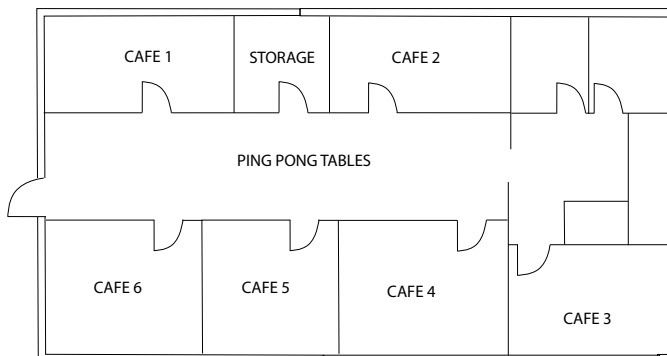 CAFE 1
STORAGE
CAFE 2
PING PONG TABLES
CAFE 6
CAFE 5
CAFE 4
CAFE 3